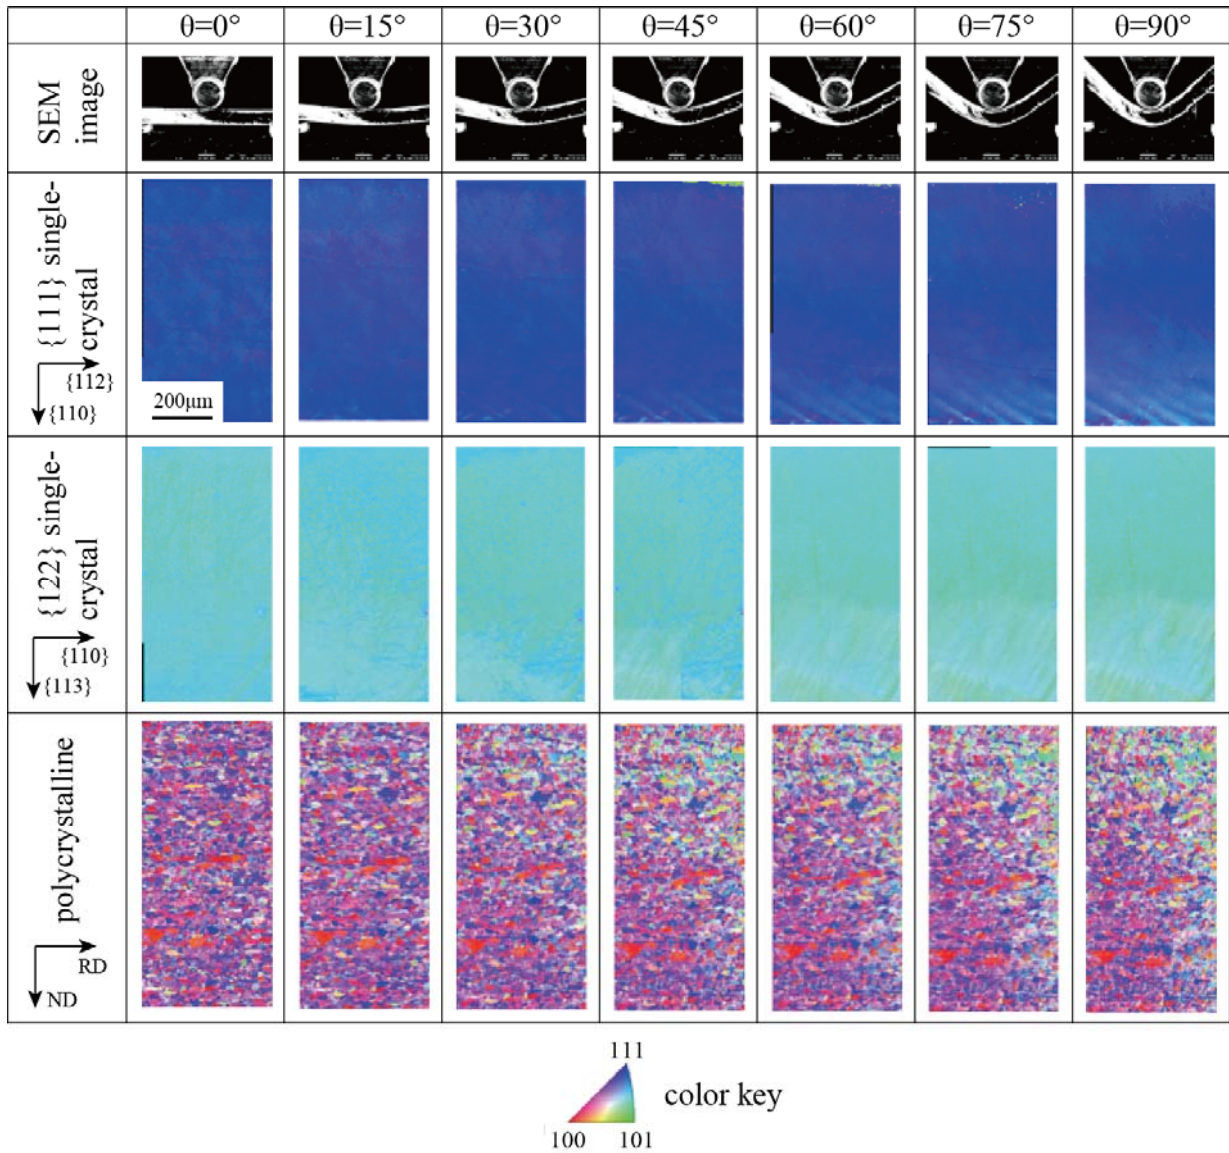 θ=0° θ=15° θ=30° θ=45° θ=60° θ=75° θ=90°
SEM
image
{111} single-
crystal
{112}
{110}
200μm
{122} single-
crystal
{110}
{113}
polycrystalline
RD
ND
111
100 101
color key